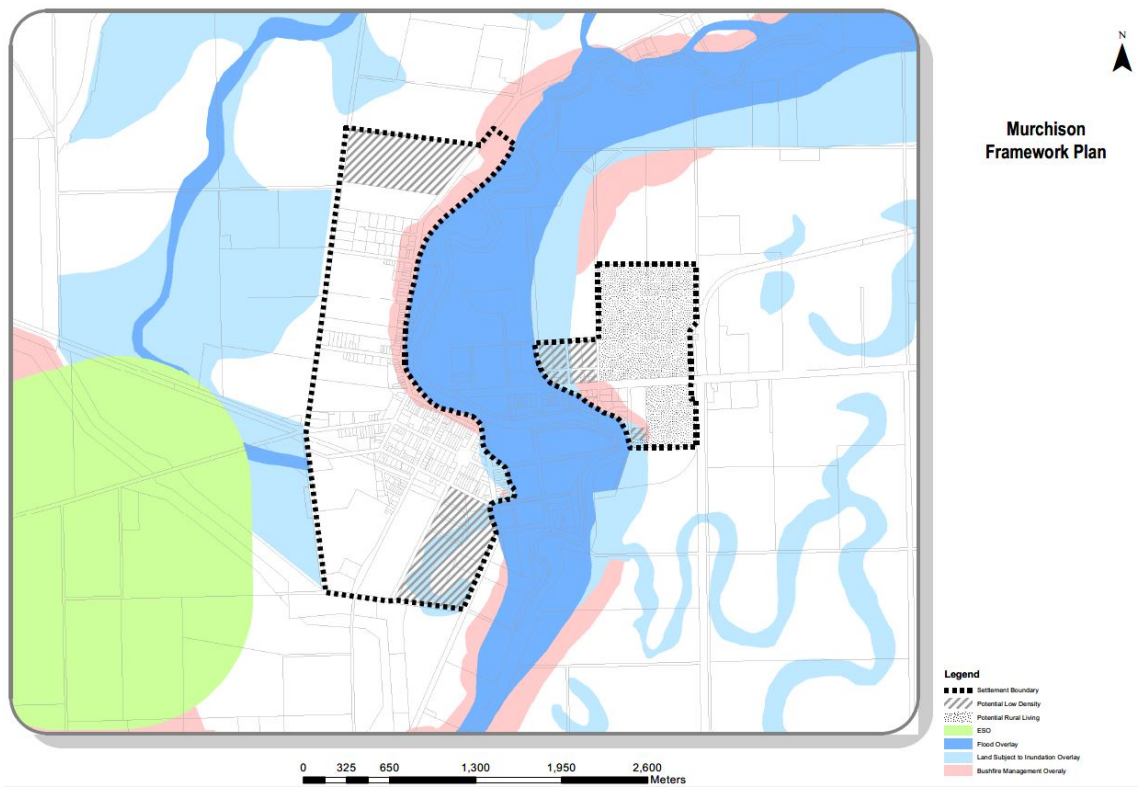 N
Murchison
Framework Plan
Legend
Settlement Boundary
Potential Low Density
Potential Rural Living
ESO
Flood Overlay
Land Subject to Inundation Overlay
Bushfire Management Overaly
0 325 650 1,300 1,950 2,600
Meters